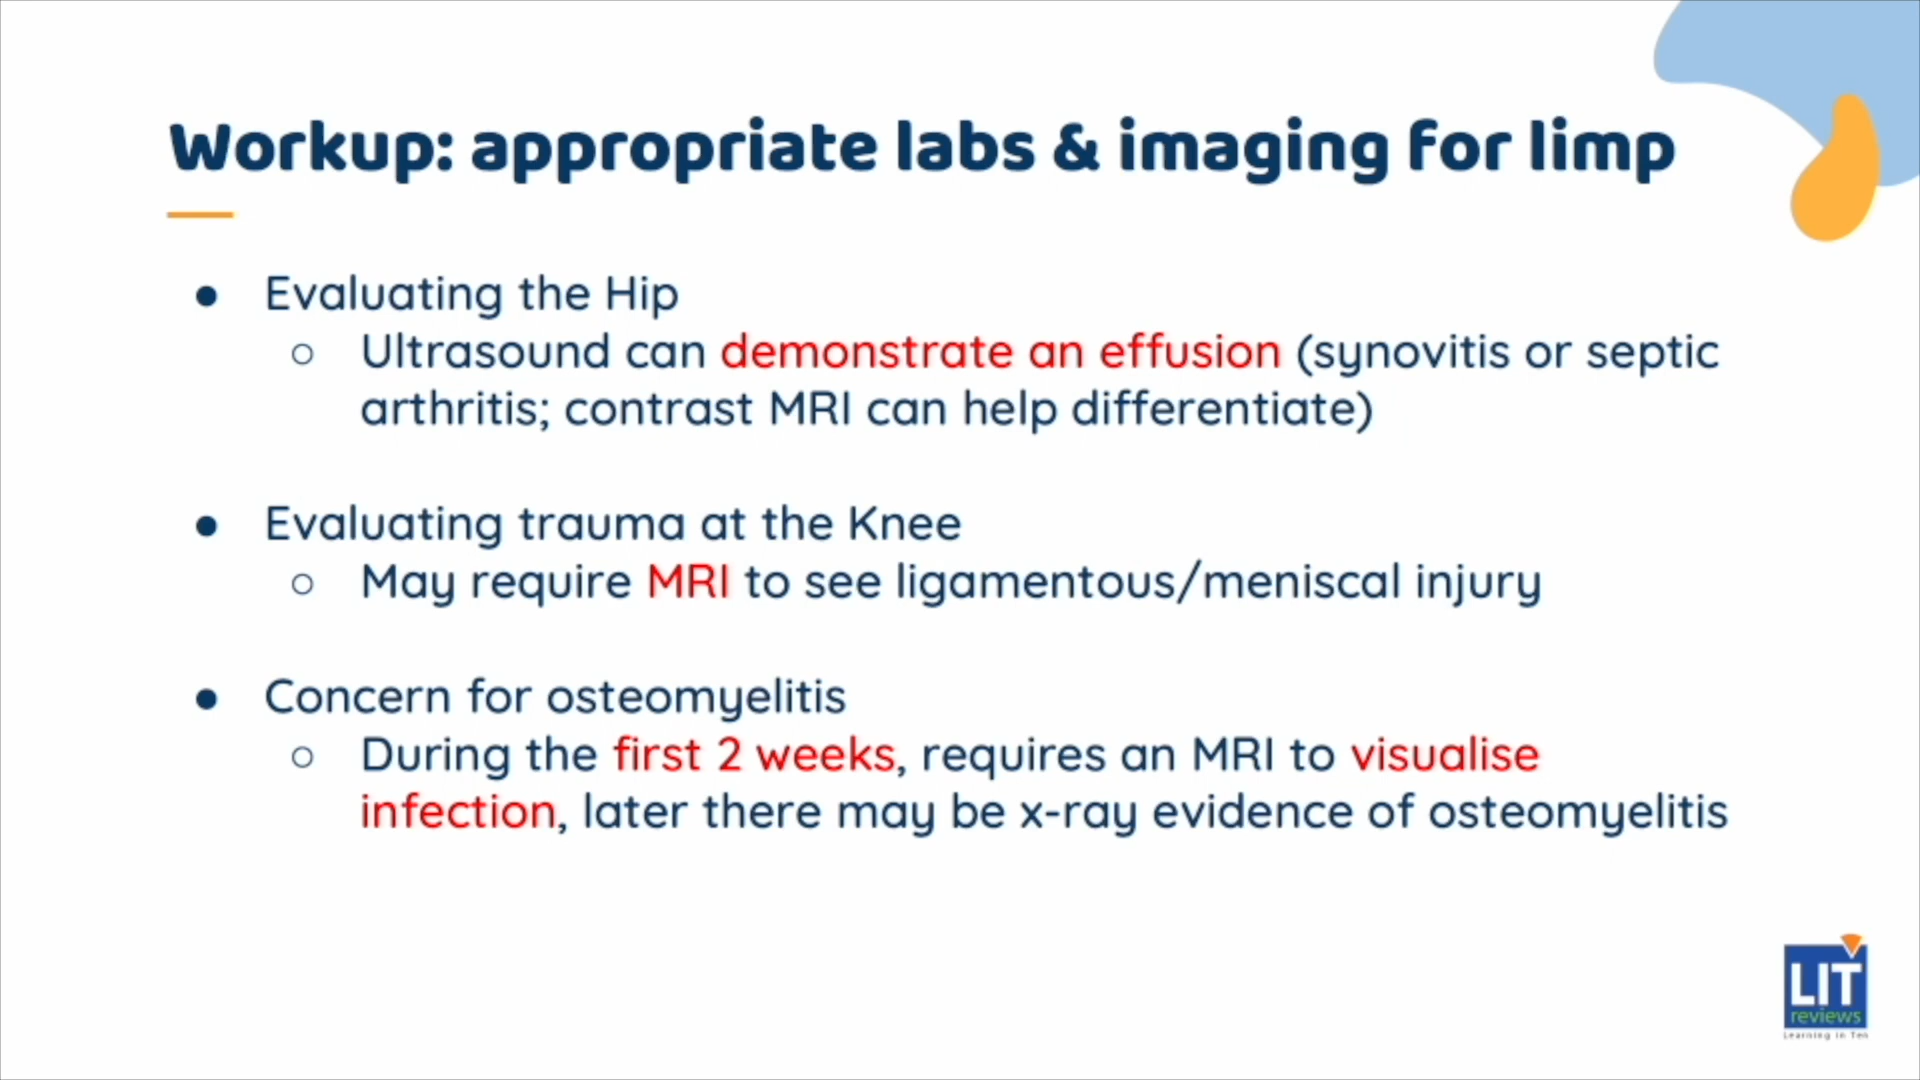 Workup: appropriate labs & imaging for limp
● Evaluating the Hip
○ Ultrasound can demonstrate an effusion (synovitis or septic
arthritis; contrast MRI can help differentiate)
● Evaluating trauma at the Knee
○ May require MRI to see ligamentous/meniscal injury
● Concern for osteomyelitis
○ During the first 2 weeks, requires an MRI to visualise
infection, later there may be x-ray evidence of osteomyelitis
LIT
reviews
Learning in Ten